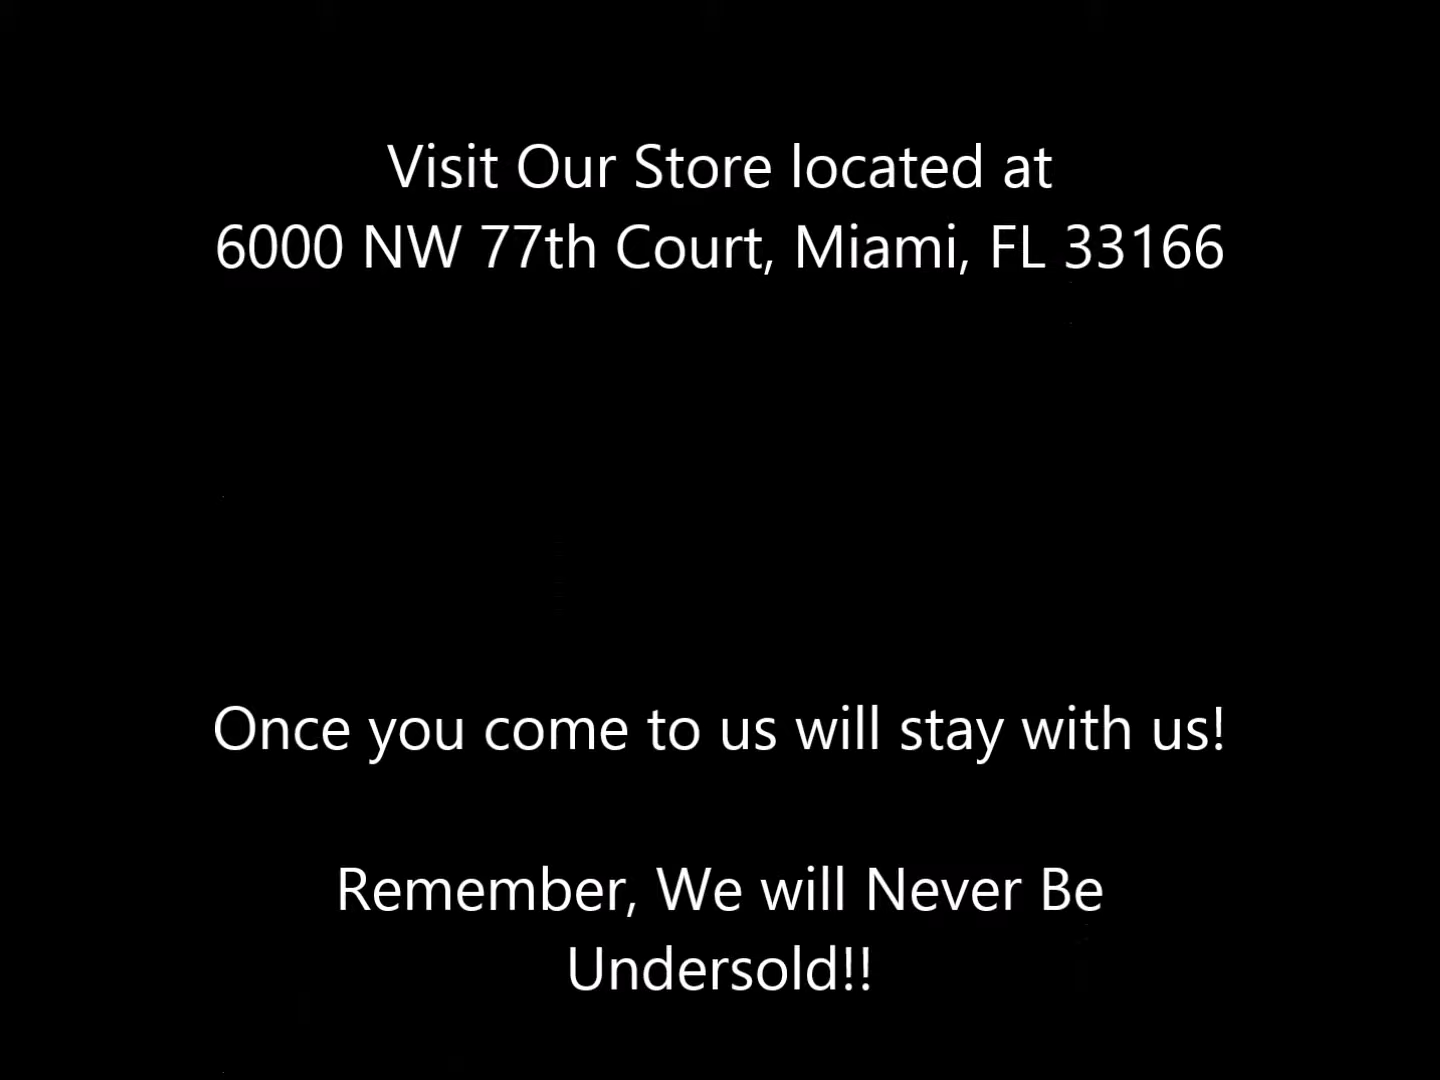 Visit Our Store located at
6000 NW 77th Court, Miami, FL 33166
Once you come to us will stay with us!
Remember, We will Never Be
Undersold!!